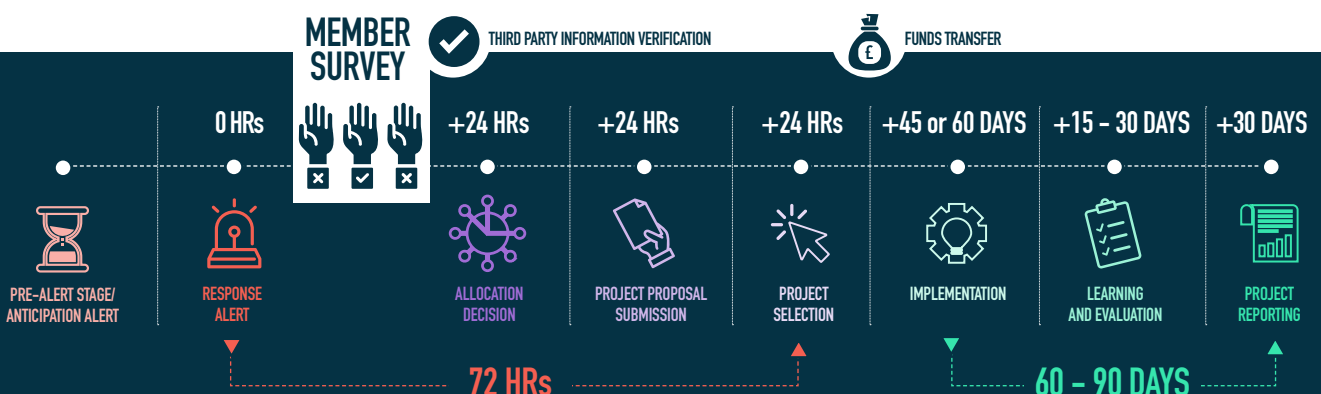 MEMBER
SURVEY
THIRD PARTY INFORMATION VERIFICATION
£
FUNDS TRANSFER
0 HRs
+24 HRs
+24 HRs
+24 HRs
+45 or 60 DAYS
+15 - 30 DAYS
+30 DAYS
PRE-ALERT STAGE/
ANTICIPATION ALERT
RESPONSE
ALERT
ALLOCATION
DECISION
PROJECT PROPOSAL
SUBMISSION
PROJECT
SELECTION
IMPLEMENTATION
LEARNING
AND EVALUATION
PROJECT
REPORTING
72 HRs
60 - 90 DAYS